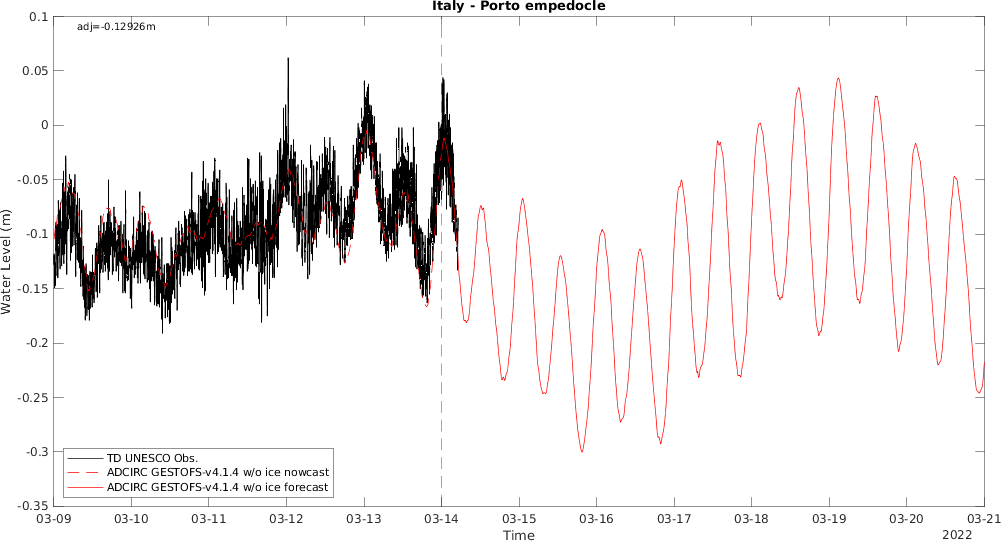 Italy - Porto empedocle
adj=-0.12926m
0.1
0.05
0
-0.05
-0.1
-0.15
-0.2
-0.25
-0.3
-0.35
Water Level (m)
TD UNESCO Obs.
ADCIRC GESTOFS-v4.1.4 w/o ice nowcast
ADCIRC GESTOFS-v4.1.4 w/o ice forecast
03-09 03-10 03-11 03-12 03-13 03-14 03-15 03-16 03-17 03-18 03-19 03-20 03-21
Time
2022